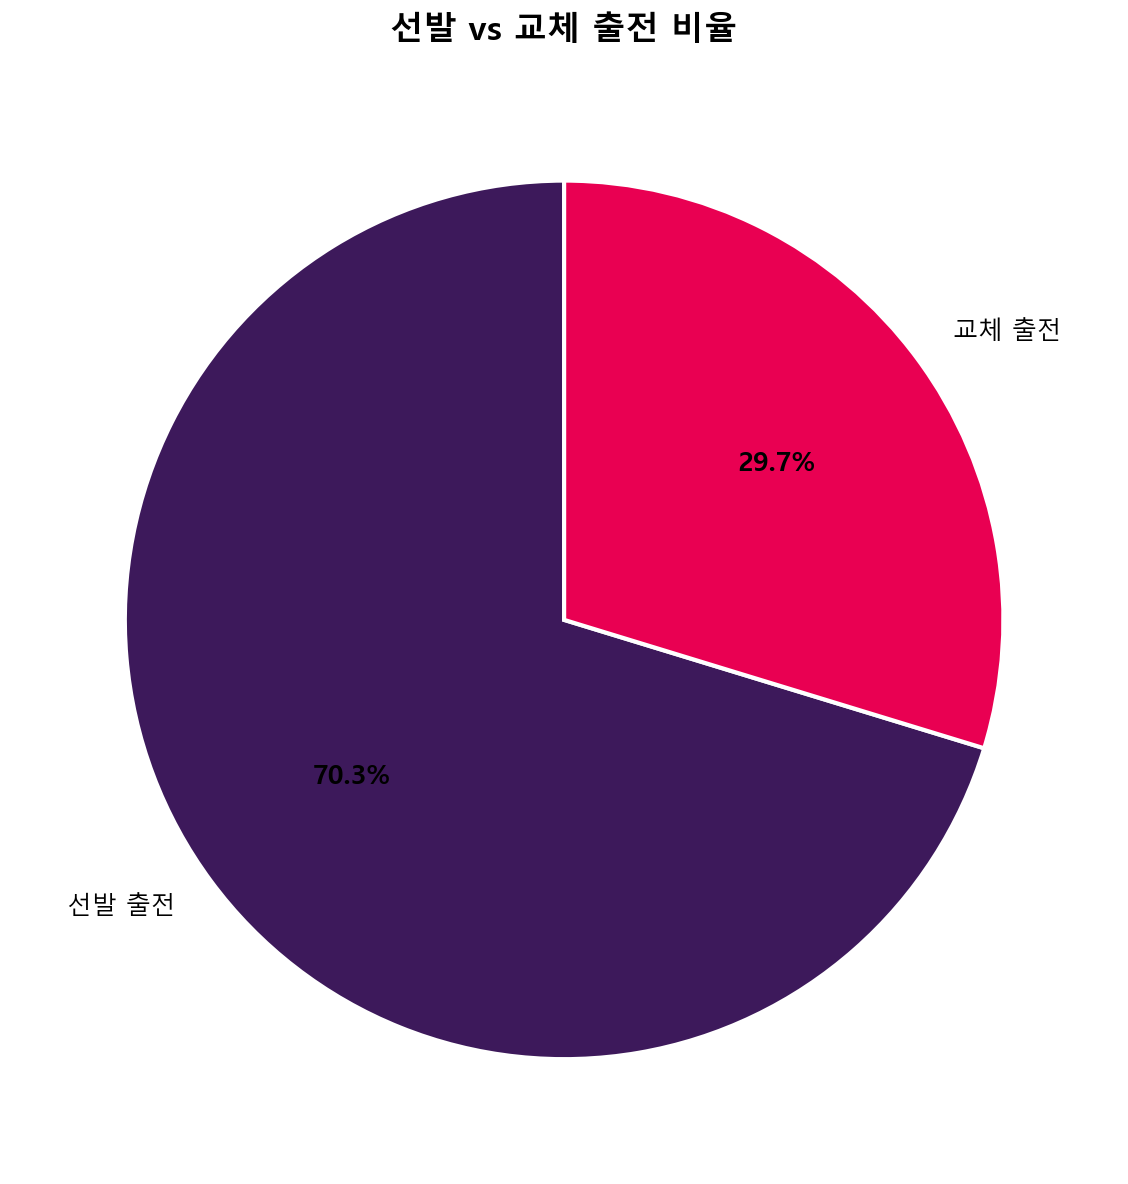 선발 vs 교체 출전 비율
교체 출전
29.7%
70.3%
선발 출전